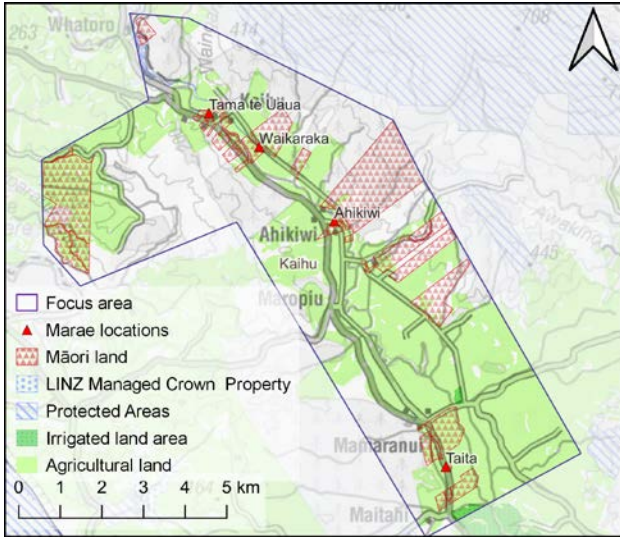 Whatoro
263
414
708
Tama te Uaua
Waikaraka
Ahikiwi
Ahikiwi
Kaihu
Maropiu
445
Focus area
Marae locations
Māori land
LINZ Managed Crown Property
Protected Areas
Irrigated land area
Agricultural land
0 1 2 3 4 5 km
Mamaranui
Taita
Maitahi